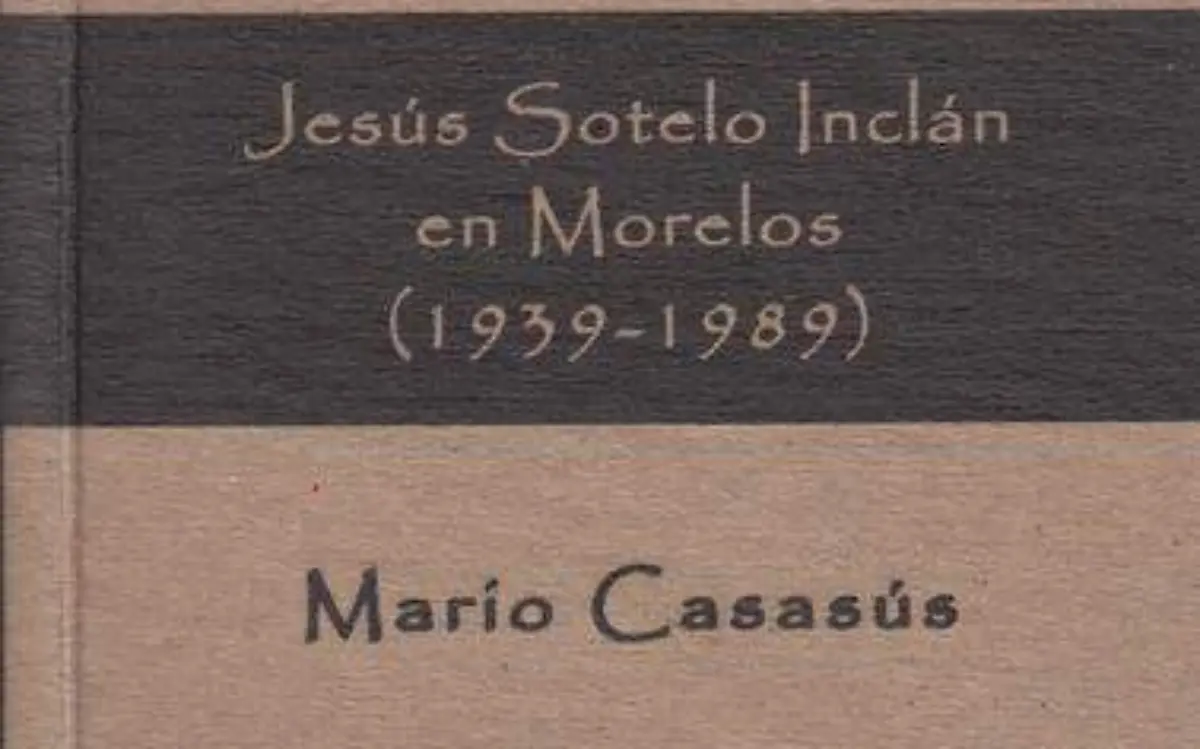 Jesús Sotelo Inclán
en Morelos
(1939-1989)
Mario Casasús